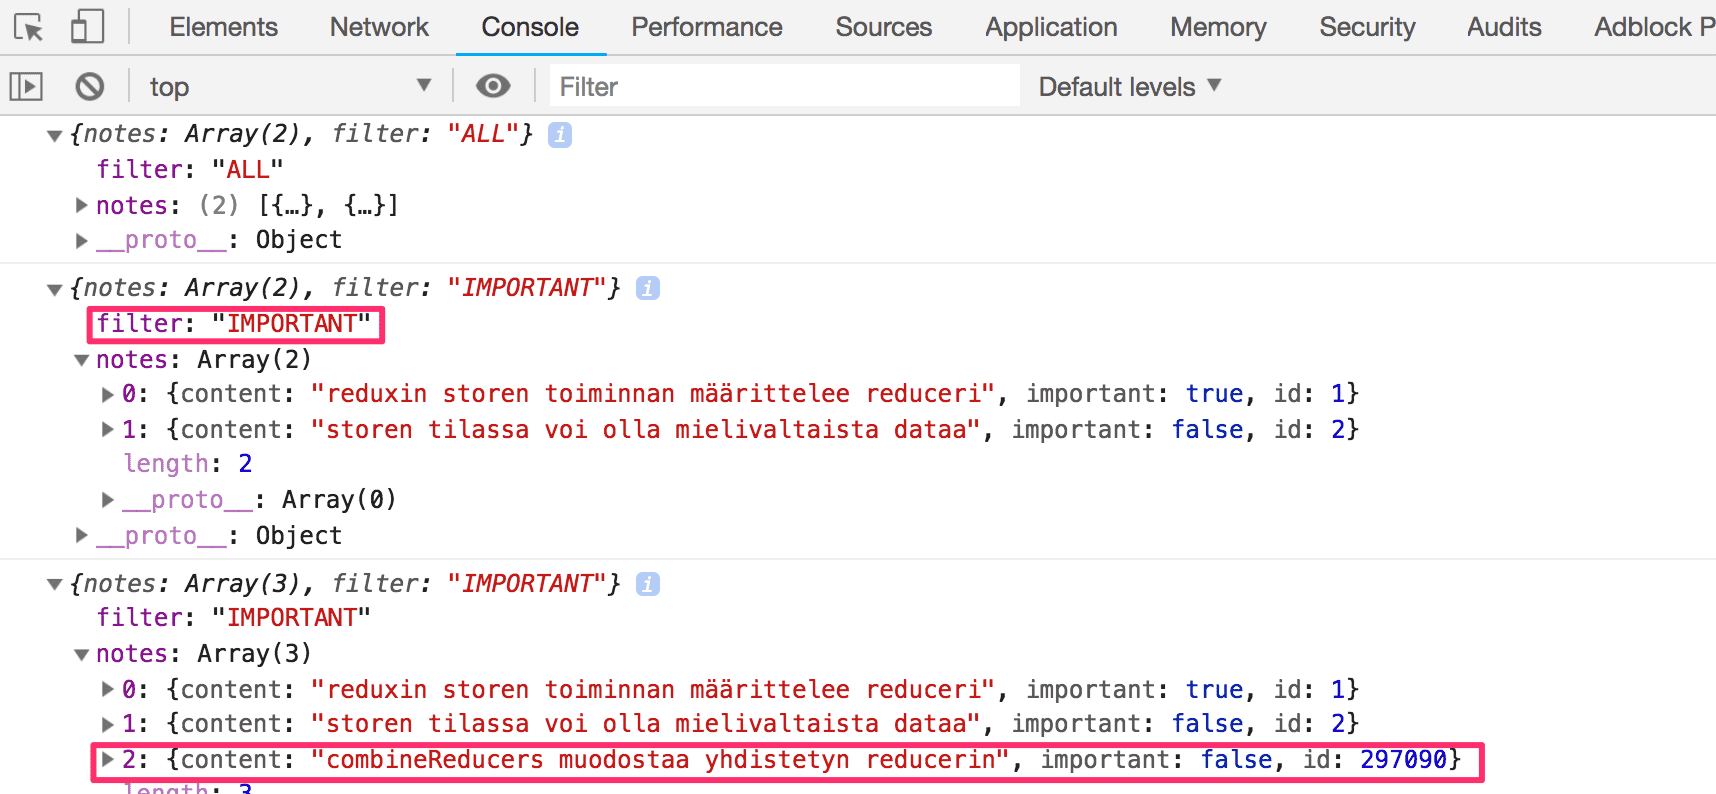 Elements Network Console Performance Sources Application Memory Security Audits Adblock P
top Filter Default levels
{notes: Array(2), filter: "ALL"} i
filter: "ALL"
notes: (2) [{…}, {…}]
__proto__: Object
{notes: Array(2), filter: "IMPORTANT"} i
filter: "IMPORTANT"
notes: Array(2)
0: {content: "reduxin storen toiminnan määrittelee reduceri", important: true, id: 1}
1: {content: "storen tilassa voi olla mielivaltaista dataa", important: false, id: 2}
length: 2
__proto__: Array(0)
__proto__: Object
{notes: Array(3), filter: "IMPORTANT"} i
filter: "IMPORTANT"
notes: Array(3)
0: {content: "reduxin storen toiminnan määrittelee reduceri", important: true, id: 1}
1: {content: "storen tilassa voi olla mielivaltaista dataa", important: false, id: 2}
2: {content: "combineReducers muodostaa yhdistetyn reducerin", important: false, id: 297090}
length: 3